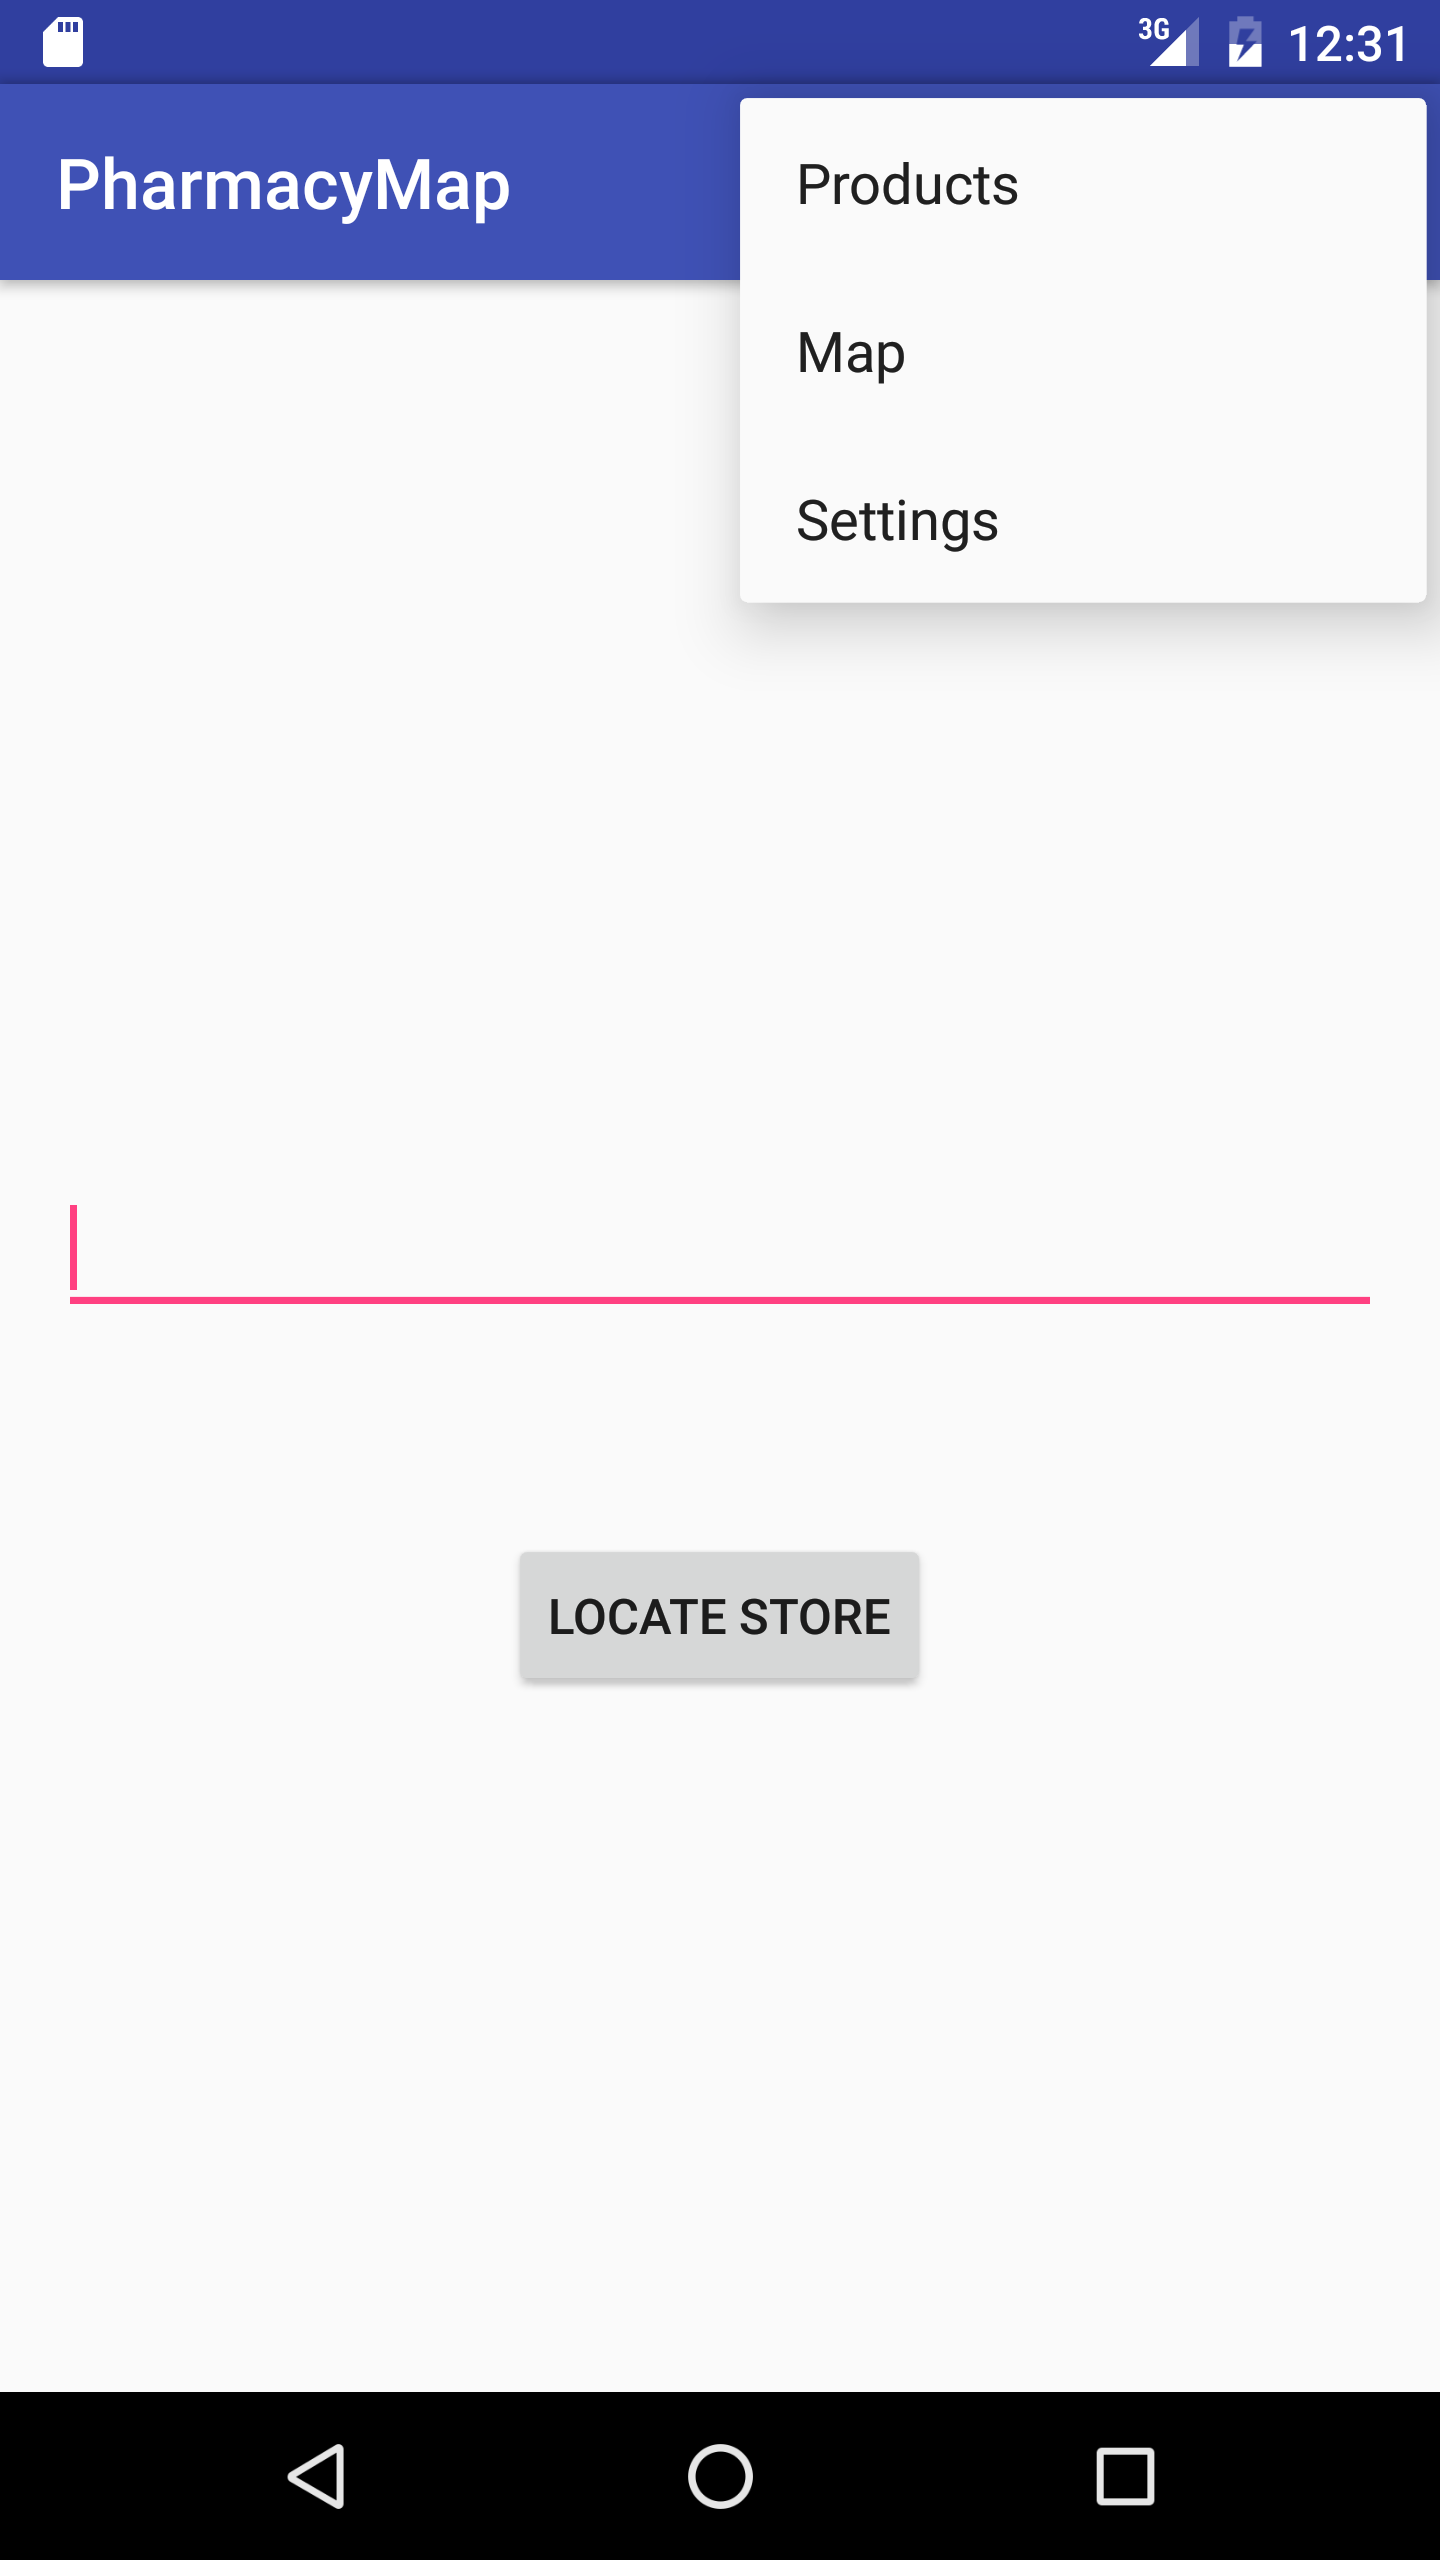 3G 12:31
PharmacyMap
Products
Map
Settings
LOCATE STORE